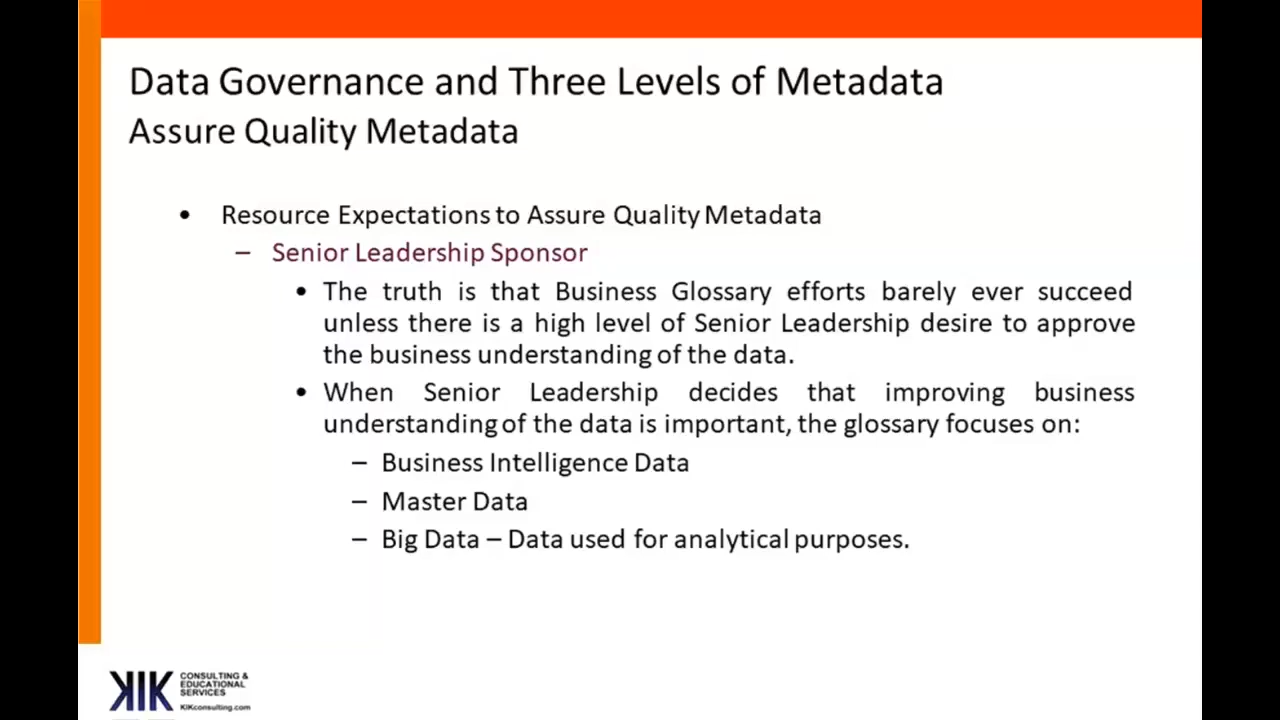 Data Governance and Three Levels of Metadata
Assure Quality Metadata
• Resource Expectations to Assure Quality Metadata
– Senior Leadership Sponsor
• The truth is that Business Glossary efforts barely ever succeed
unless there is a high level of Senior Leadership desire to approve
the business understanding of the data.
• When Senior Leadership decides that improving business
understanding of the data is important, the glossary focuses on:
– Business Intelligence Data
– Master Data
– Big Data – Data used for analytical purposes.
KIK
CONSULTING &
EDUCATIONAL
SERVICES
KIKconsulting.com